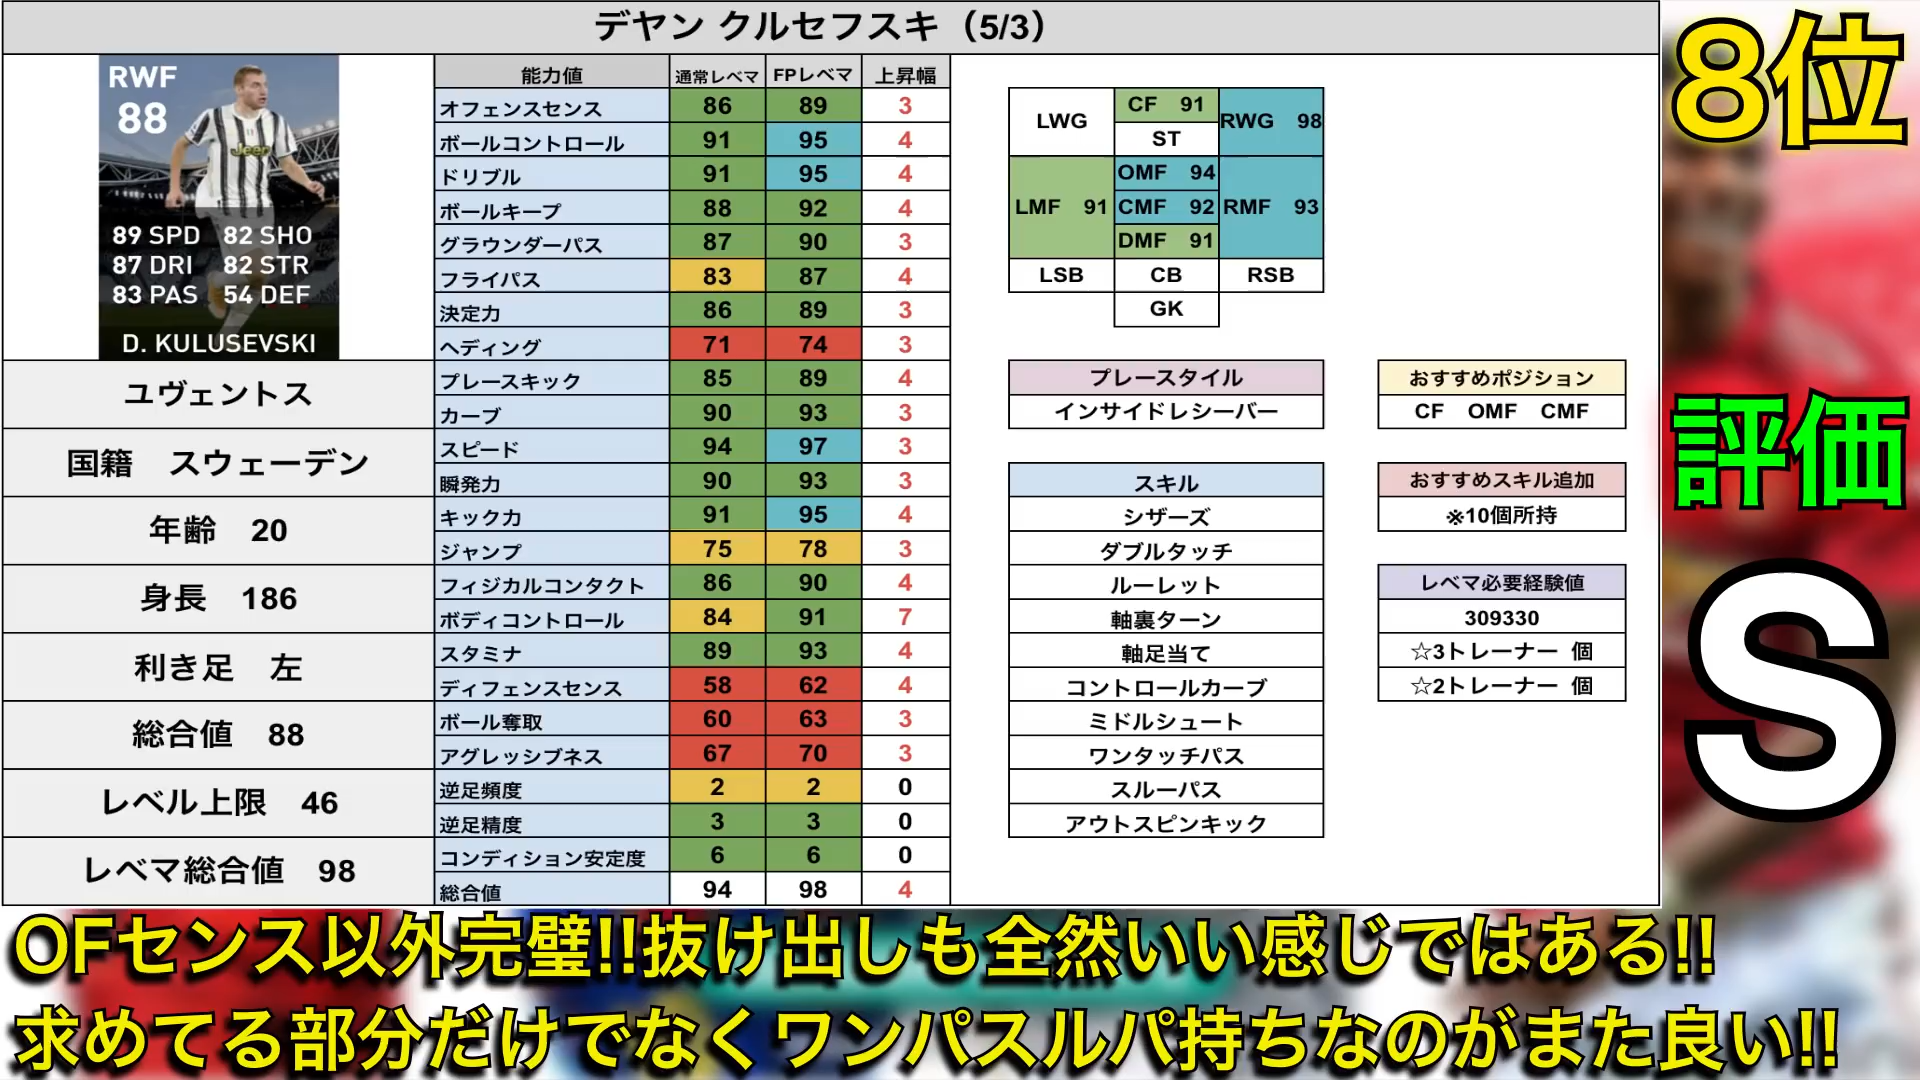 デヤン クルセフスキ（5/3）
RWF
88
Jeep
89 SPD 82 SHO
87 DRI 82 STR
83 PAS 54 DEF
D. KULUSEVSKI
ユヴェントス
国籍 スウェーデン
年齢 20
身長 186
利き足 左
総合値 88
レベル上限 46
レベマ総合値 98
能力値 通常レベマ FPレベマ 上昇幅
オフェンスセンス 86 89 3
ボールコントロール 91 95 4
ドリブル 91 95 4
ボールキープ 88 92 4
グラウンダーパス 87 90 3
フライパス 83 87 4
決定力 86 89 3
ヘディング 71 74 3
プレースキック 85 89 4
カーブ 90 93 3
スピード 94 97 3
瞬発力 90 93 3
キック力 91 95 4
ジャンプ 75 78 3
フィジカルコンタクト 86 90 4
ボディコントロール 84 91 7
スタミナ 89 93 4
ディフェンスセンス 58 62 4
ボール奪取 60 63 3
アグレッシブネス 67 70 3
逆足頻度 2 2 0
逆足精度 3 3 0
コンディション安定度 6 6 0
総合値 94 98 4
LWG CF 91 RWG 98
ST
OMF 94
LMF 91 CMF 92 RMF 93
DMF 91
LSB CB RSB
GK
プレースタイル
インサイドレシーバー
スキル
シザーズ
ダブルタッチ
ルーレット
軸裏ターン
軸足当て
コントロールカーブ
ミドルシュート
ワンタッチパス
スルーパス
アウトスピンキック
おすすめポジション
CF OMF CMF
おすすめスキル追加
※10個所持
レベマ必要経験値
309330
☆3トレーナー 個
☆2トレーナー 個
8位
評価
S
OFセンス以外完璧!!抜け出しも全然いい感じではある!!
求めてる部分だけでなくワンパスルパ持ちなのがまた良い!!